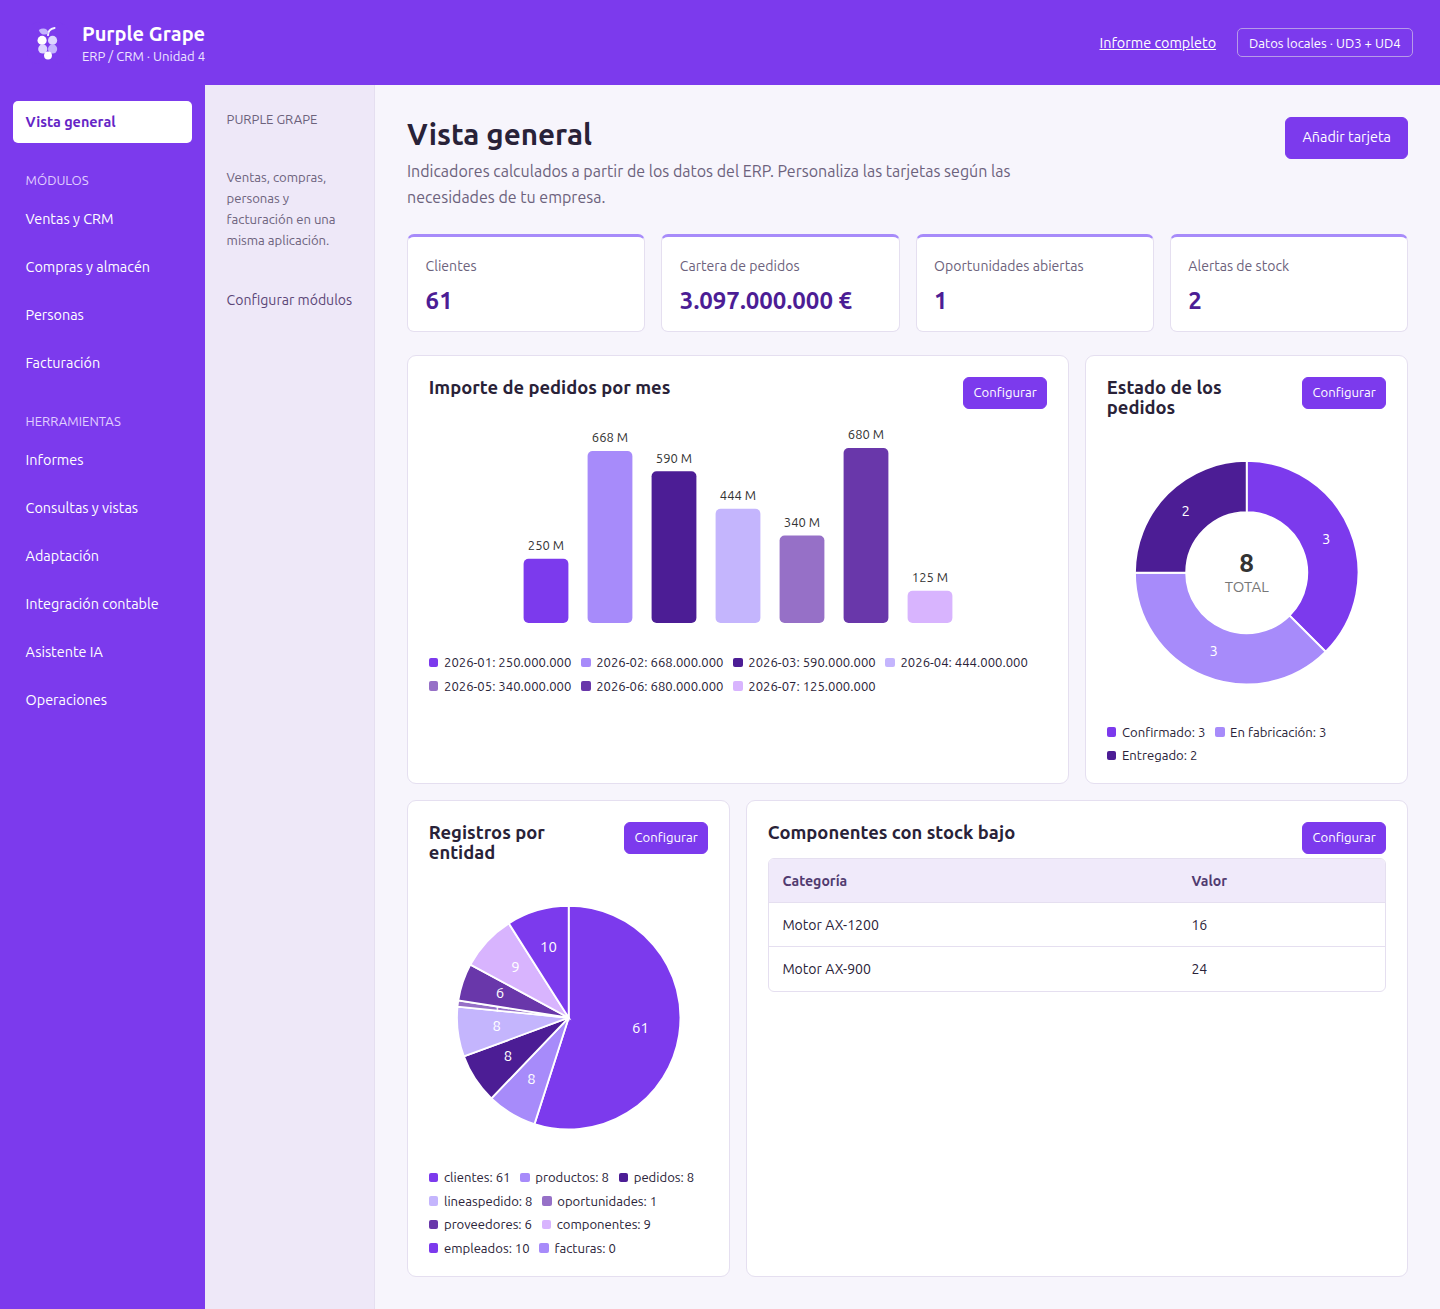 Purple Grape
ERP / CRM · Unidad 4
Informe completo
Datos locales · UD3 + UD4
Vista general
MÓDULOS
Ventas y CRM
Compras y almacén
Personas
Facturación
HERRAMIENTAS
Informes
Consultas y vistas
Adaptación
Integración contable
Asistente IA
Operaciones
PURPLE GRAPE
Ventas, compras,
personas y
facturación en una
misma aplicación.
Configurar módulos
Vista general
Añadir tarjeta
Indicadores calculados a partir de los datos del ERP. Personaliza las tarjetas según las
necesidades de tu empresa.
Clientes
61
Cartera de pedidos
3.097.000.000 €
Oportunidades abiertas
1
Alertas de stock
2
Importe de pedidos por mes
Configurar
250 M
668 M
590 M
444 M
340 M
680 M
125 M
2026-01: 250.000.000 2026-02: 668.000.000 2026-03: 590.000.000 2026-04: 444.000.000
2026-05: 340.000.000 2026-06: 680.000.000 2026-07: 125.000.000
Estado de los
pedidos
Configurar
2
3
8
TOTAL
3
Confirmado: 3 En fabricación: 3
Entregado: 2
Registros por
entidad
Configurar
10
9
6
8
8
8
61
clientes: 61 productos: 8 pedidos: 8
lineaspedido: 8 oportunidades: 1
proveedores: 6 componentes: 9
empleados: 10 facturas: 0
Componentes con stock bajo
Configurar
Categoría Valor
Motor AX-1200 16
Motor AX-900 24